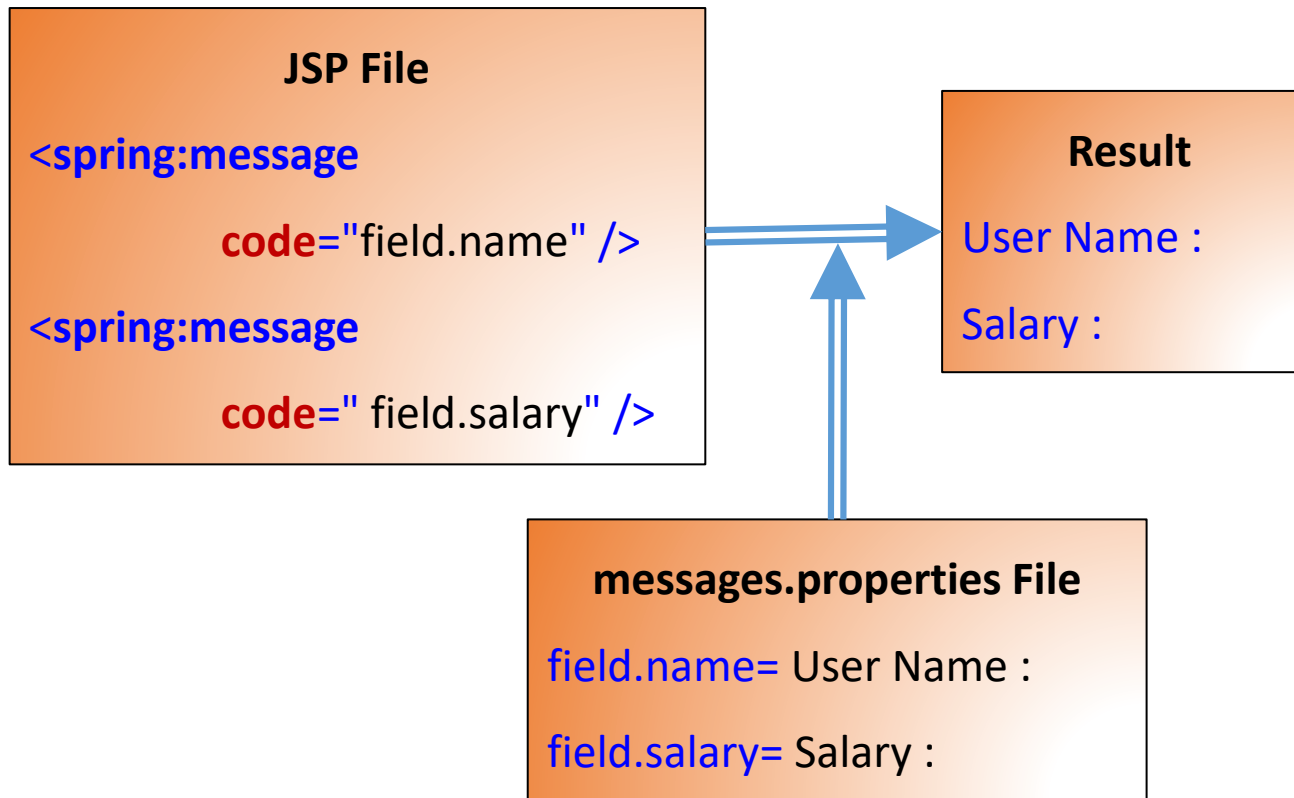 JSP File
<spring:message
code="field.name" />
<spring:message
code=" field.salary" />
Result
User Name :
Salary :
messages.properties File
field.name= User Name :
field.salary= Salary :